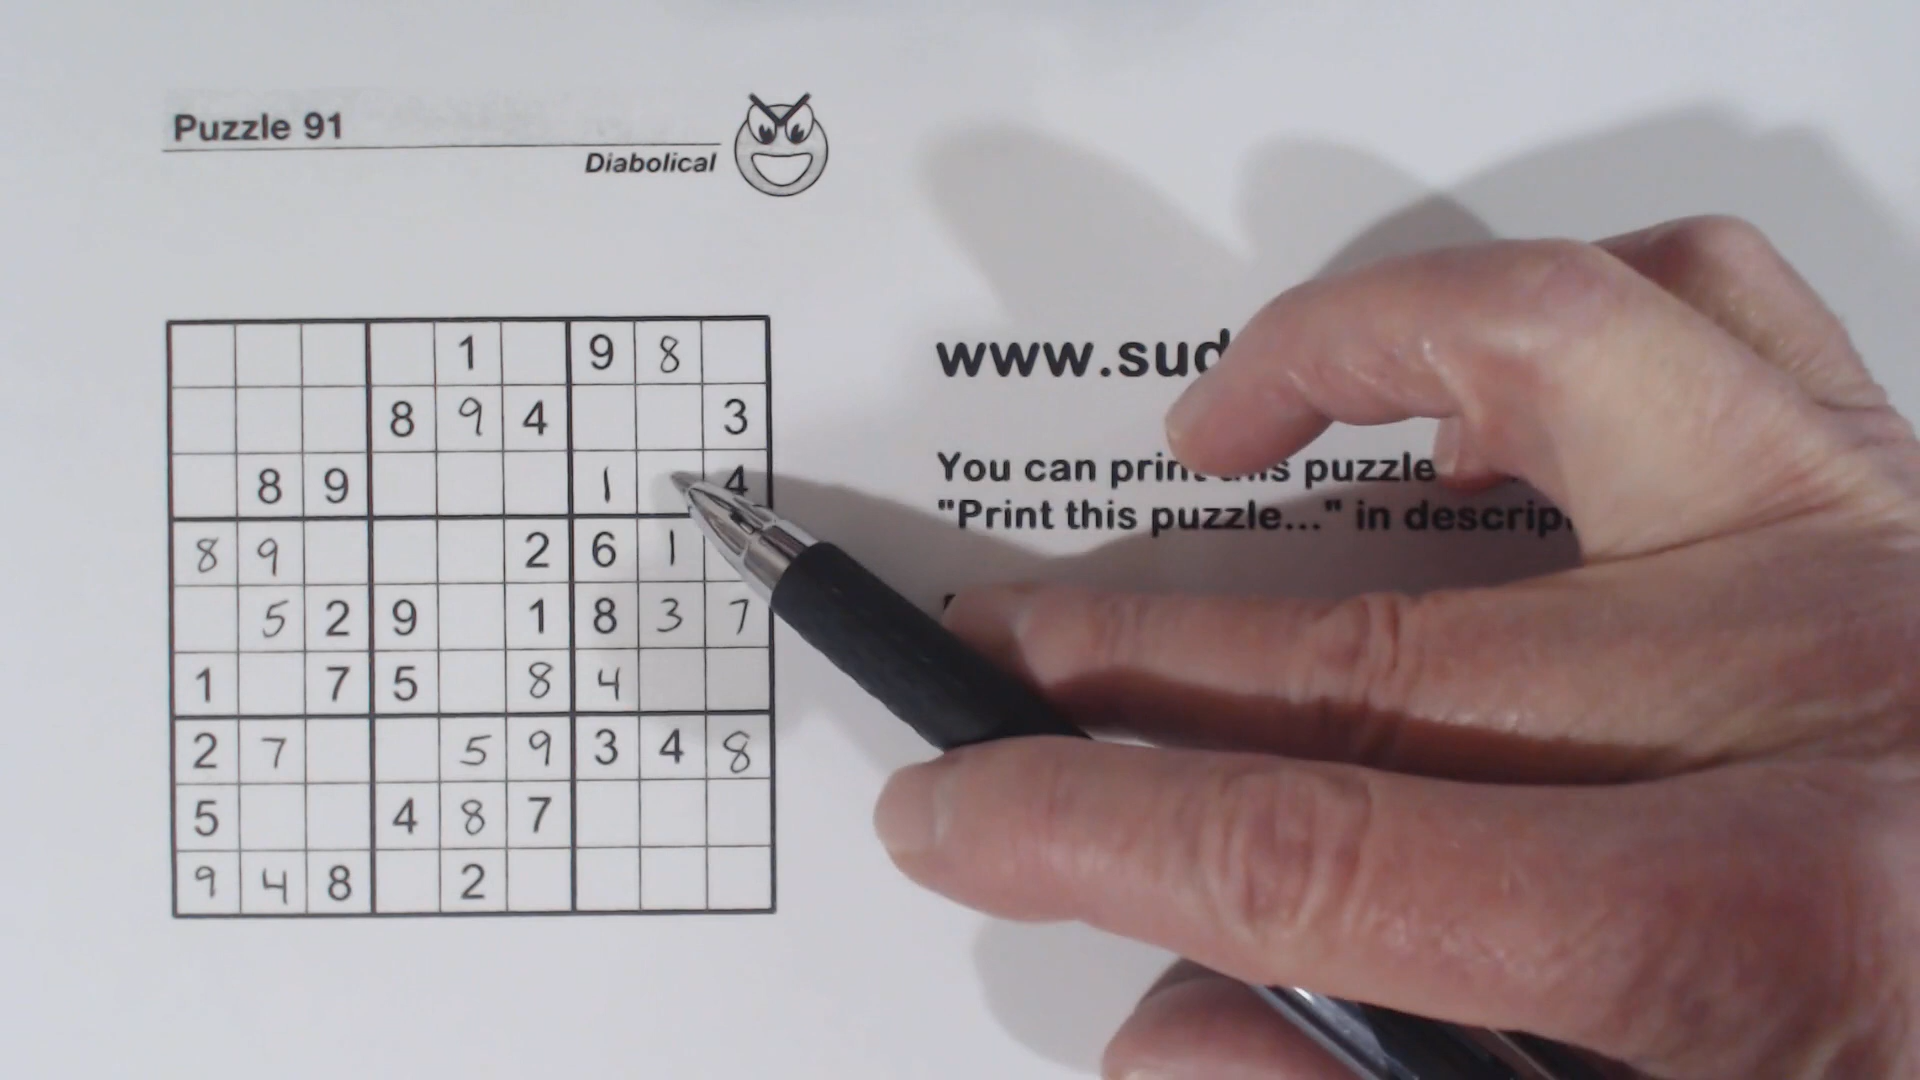 Puzzle 91
Diabolical
1 9 8
8 9 4 3
8 9 1 4
8 9 2 6 1
5 2 9 1 8 3 7
1 7 5 8 4
2 7 5 9 3 4 8
5 4 8 7
9 4 8 2
www.sud
You can print this puzzle
"Print this puzzle..." in descrip